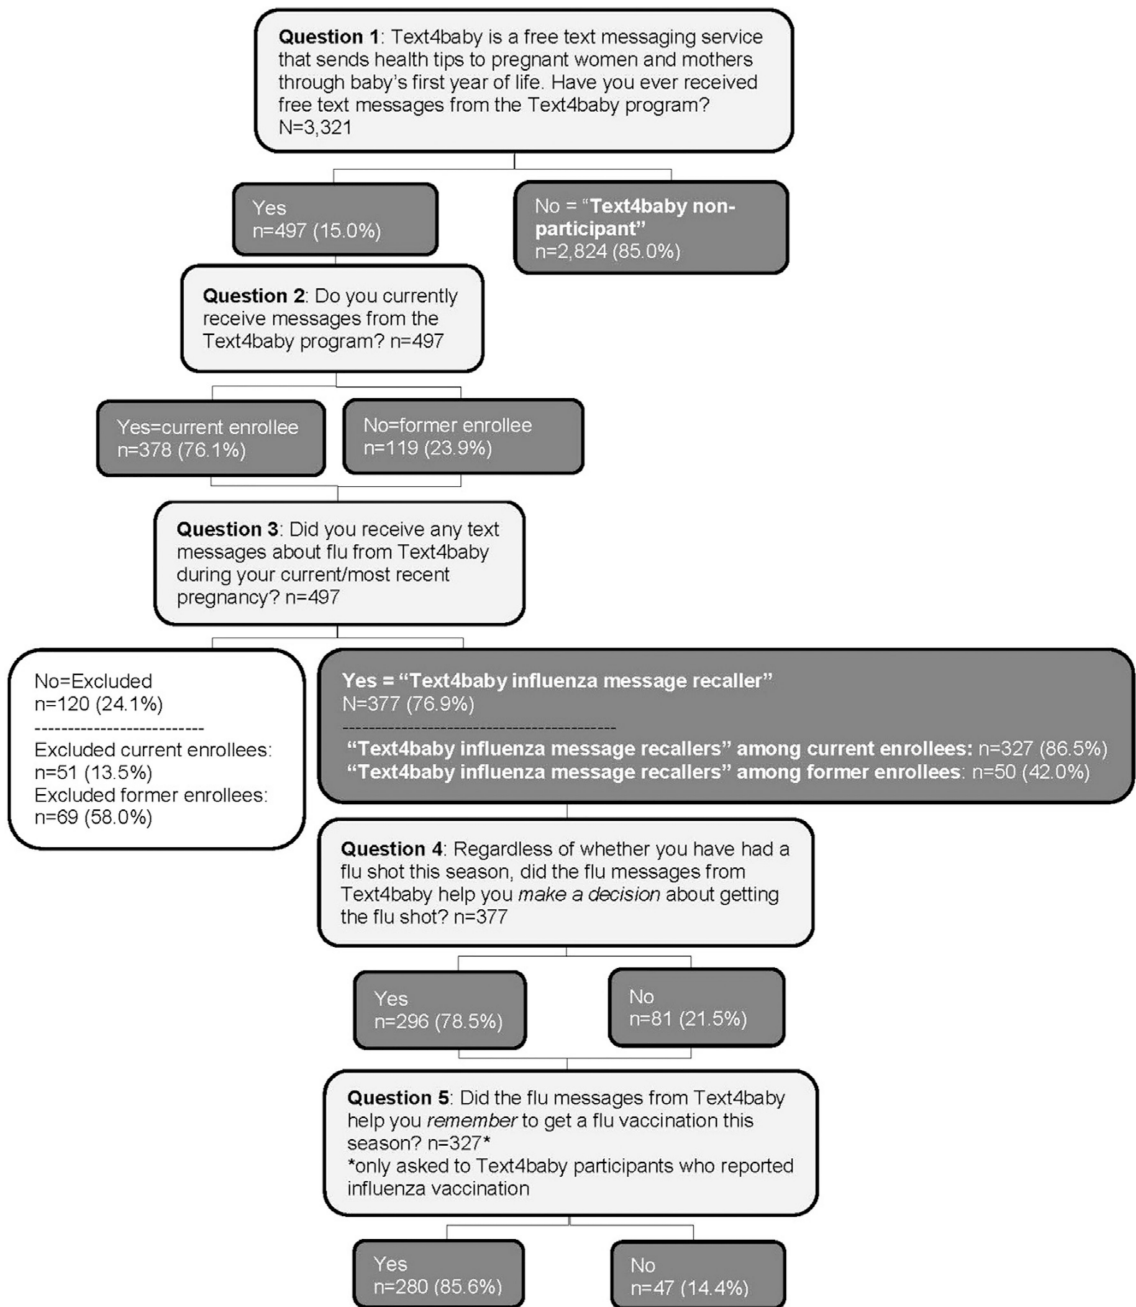 Question 1: Text4baby is a free text messaging service
that sends health tips to pregnant women and mothers
through baby's first year of life. Have you ever received
free text messages from the Text4baby program?
N=3,321
Yes
n=497 (15.0%)
No = "Text4baby non-
participant"
n=2,824 (85.0%)
Question 2: Do you currently
receive messages from the
Text4baby program? n=497
Yes=current enrollee
n=378 (76.1%)
No=former enrollee
n=119 (23.9%)
Question 3: Did you receive any text
messages about flu from Text4baby
during your current/most recent
pregnancy? n=497
No=Excluded
n=120 (24.1%)
--------------------------
Excluded current enrollees:
n=51 (13.5%)
Excluded former enrollees:
n=69 (58.0%)
Yes = “Text4baby influenza message recaller”
N=377 (76.9%)
------------------------------------------
“Text4baby influenza message recallers” among current enrollees: n=327 (86.5%)
“Text4baby influenza message recallers” among former enrollees: n=50 (42.0%)
Question 4: Regardless of whether you have had a
flu shot this season, did the flu messages from
Text4baby help you make a decision about getting
the flu shot? n=377
Yes
n=296 (78.5%)
No
n=81 (21.5%)
Question 5: Did the flu messages from Text4baby
help you remember to get a flu vaccination this
season? n=327*
*only asked to Text4baby participants who reported
influenza vaccination
Yes
n=280 (85.6%)
No
n=47 (14.4%)